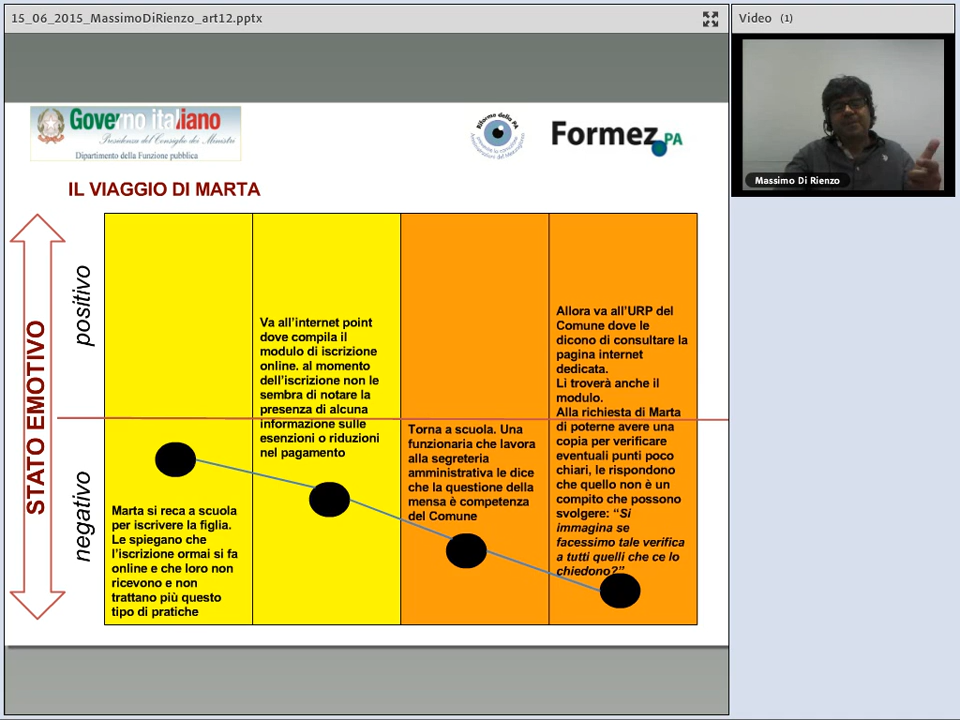 15_06_2015_MassimoDiRienzo_art12.pptx
Video (1)
Governo italiano
Presidenza del Consiglio dei Ministri
Dipartimento della Funzione pubblica
Riforme della PA
Formez PA
Massimo Di Rienzo
IL VIAGGIO DI MARTA
STATO EMOTIVO
positivo
negativo
Marta si reca a scuola
per iscrivere la figlia.
Le spiegano che
l'iscrizione ormai si fa
online e che loro non
ricevono e non
trattano più questo
tipo di pratiche
Va all'internet point
dove compila il
modulo di iscrizione
online. al momento
dell'iscrizione non le
sembra di notare la
presenza di alcuna
informazione sulle
esenzioni o riduzioni
nel pagamento
Torna a scuola. Una
funzionaria che lavora
alla segreteria
amministrativa le dice
che la questione della
mensa è competenza
del Comune
Allora va all'URP del
Comune dove le
dicono di consultare la
pagina internet
dedicata.
Li troverà anche il
modulo.
Alla richiesta di Marta
di poterne avere una
copia per verificare
eventuali punti poco
chiari, le rispondono
che quello non è un
compito che possono
svolgere: "Si
immagina se
facessimo tale verifica
a tutti quelli che ce lo
chiedono?"